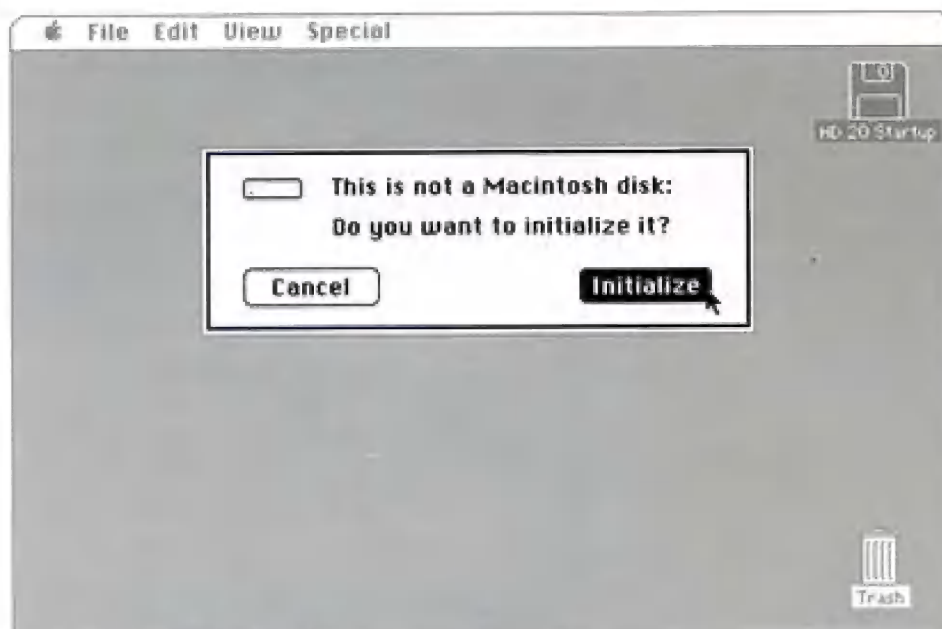 File Edit View Special
HD 20 Startup
This is not a Macintosh disk:
Do you want to initialize it?
Cancel Initialize
Trash